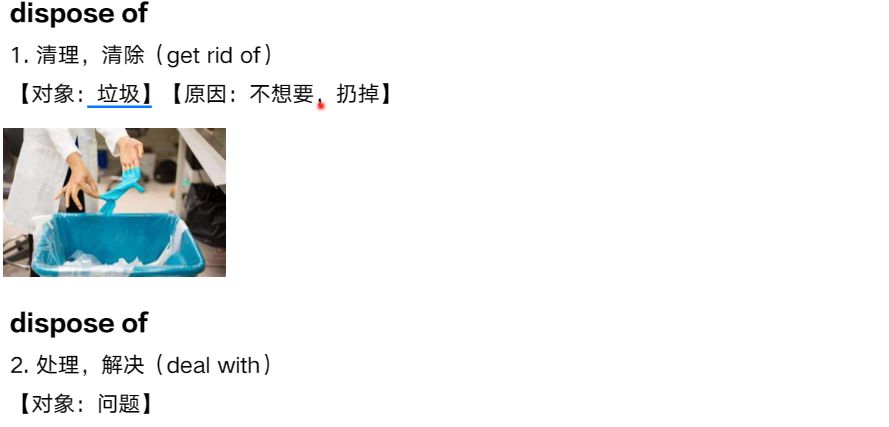 dispose of
1. 清理，清除（get rid of）
【对象：垃圾】【原因：不想要，扔掉】
dispose of
2. 处理，解决（deal with）
【对象：问题】